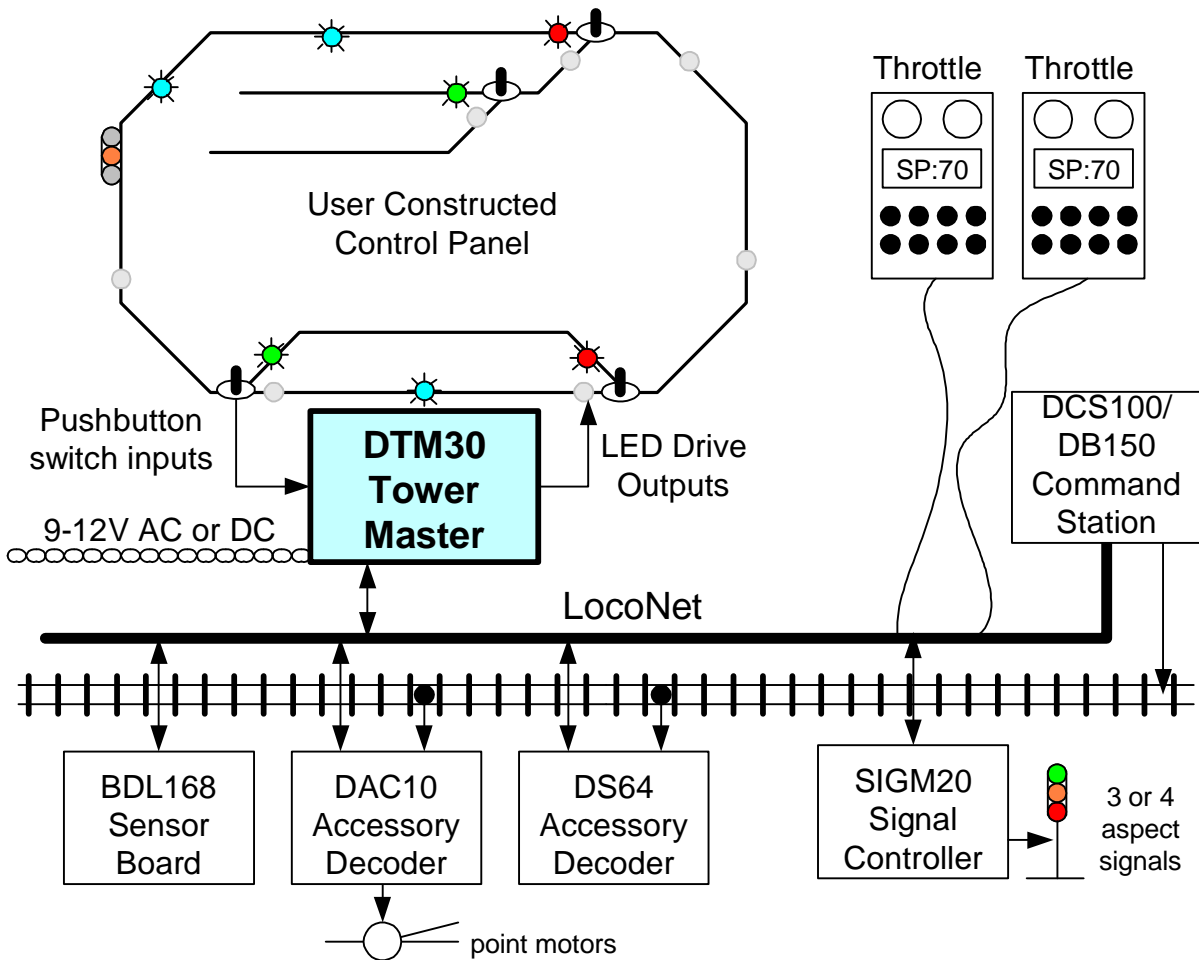 Throttle
Throttle
SP:70
SP:70
User Constructed
Control Panel
Pushbutton
switch inputs
DTM30
Tower
Master
LED Drive
Outputs
DCS100/
DB150
Command
Station
9-12V AC or DC
LocoNet
BDL168
Sensor
Board
DAC10
Accessory
Decoder
DS64
Accessory
Decoder
SIGM20
Signal
Controller
3 or 4
aspect
signals
point motors